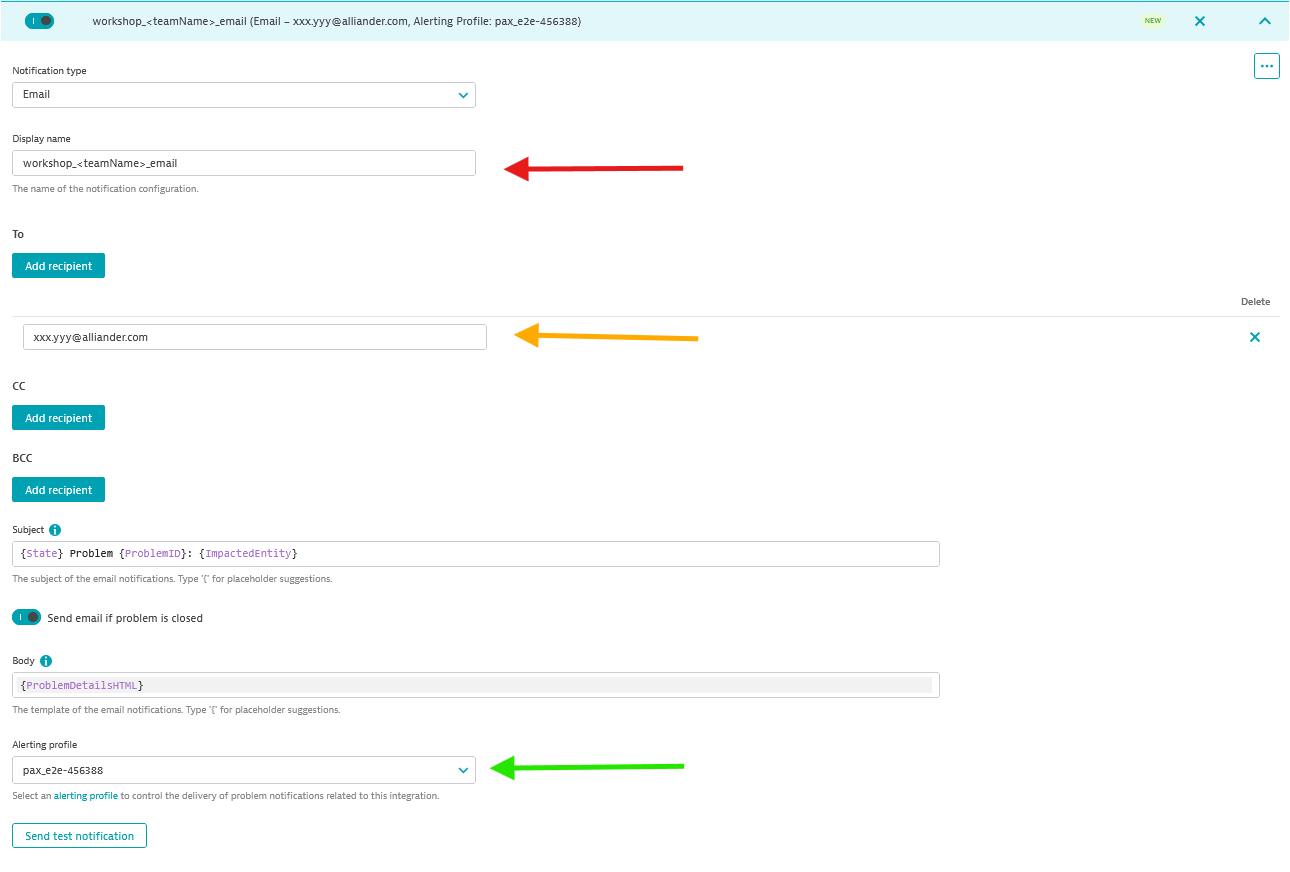 workshop_<teamName>_email (Email – xxx.yyy@alliander.com, Alerting Profile: pax_e2e-456388)
NEW
Notification type
Email
Display name
workshop_<teamName>_email
The name of the notification configuration.
To
Add recipient
Delete
xxx.yyy@alliander.com
CC
Add recipient
BCC
Add recipient
Subject
{State} Problem {ProblemID}: {ImpactedEntity}
The subject of the email notifications. Type '{' for placeholder suggestions.
Send email if problem is closed
Body
{ProblemDetailsHTML}
The template of the email notifications. Type '{' for placeholder suggestions.
Alerting profile
pax_e2e-456388
Select an alerting profile to control the delivery of problem notifications related to this integration.
Send test notification